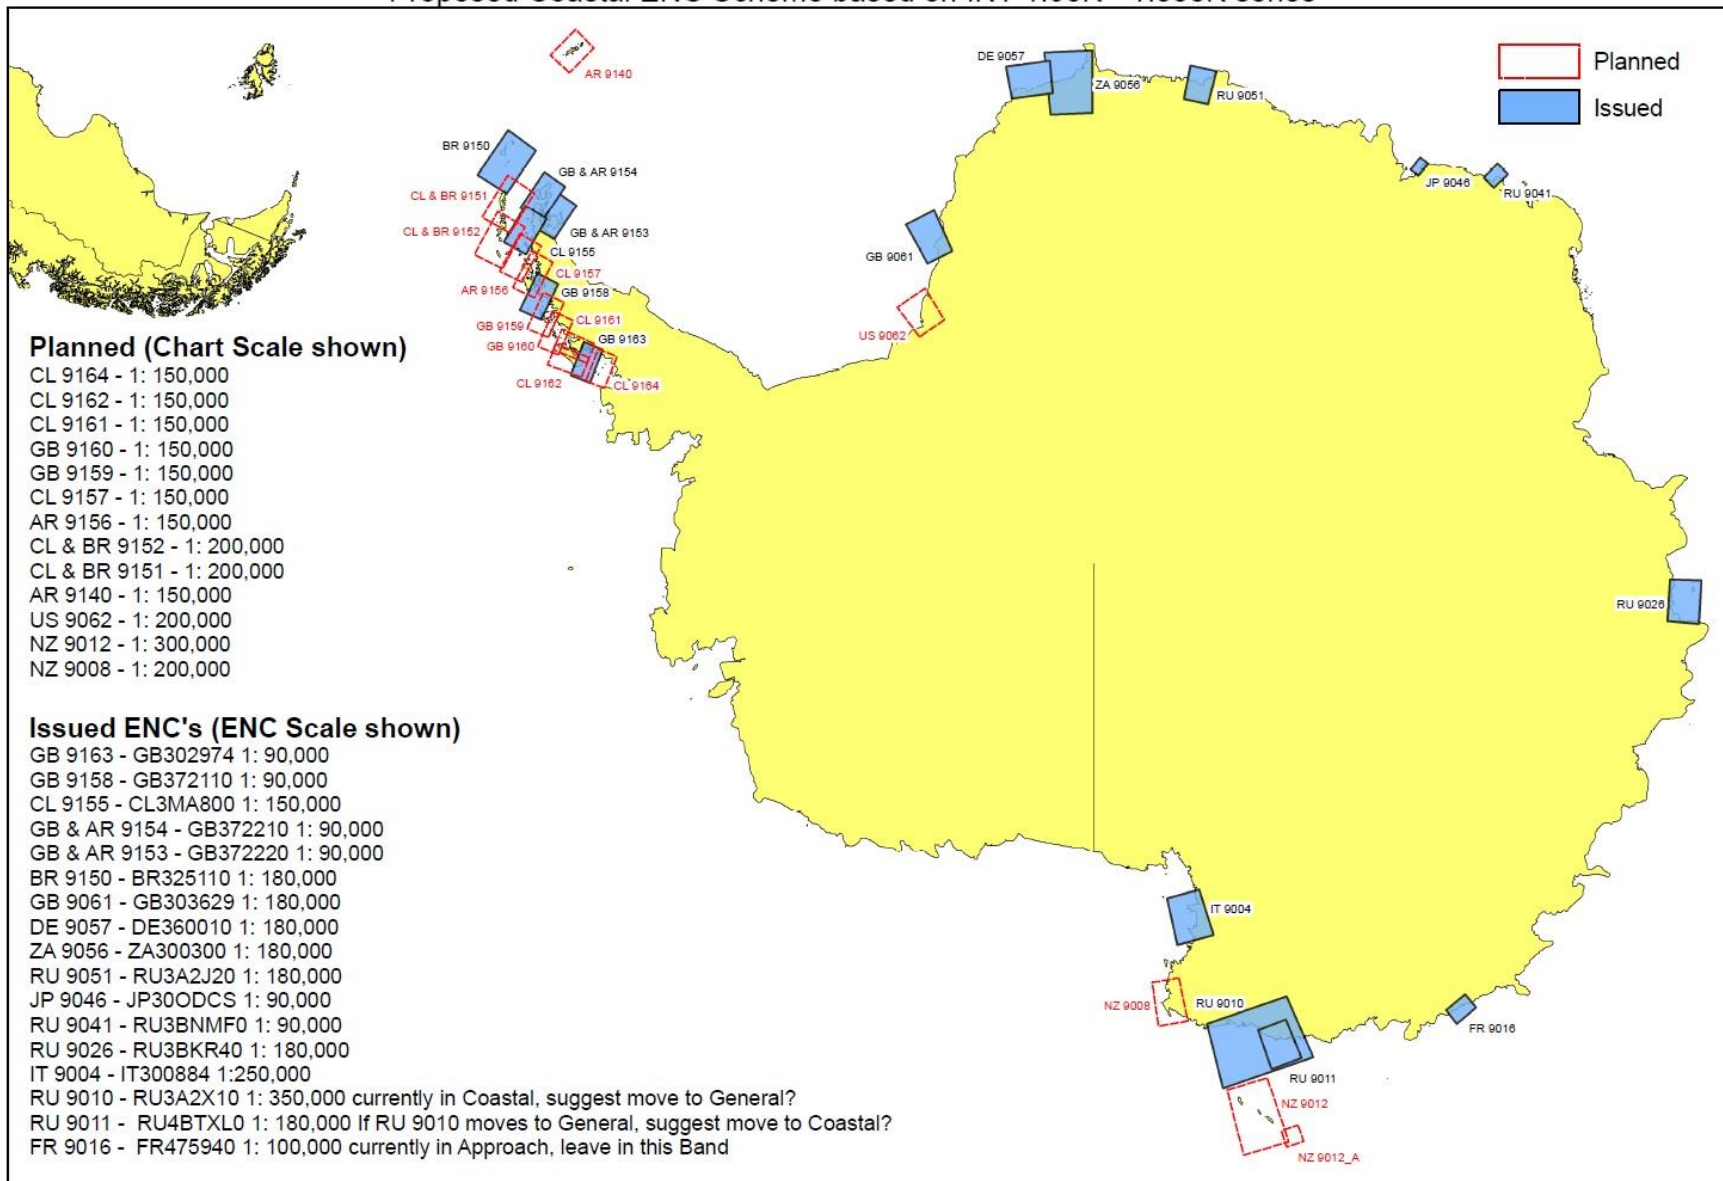 Planned
Issued
AR 9140
DE 9057
ZA 9056
RU 9051
BR 9150
GB & AR 9154
JP 9046
RU 9041
CL & BR 9151
CL & BR 9152
GB & AR 9153
CL 9155
GB 9061
CL 9157
AR 9156
GB 9158
GB 9159
CL 9161
US 9062
GB 9160
GB 9163
CL 9162
CL 9164
Planned (Chart Scale shown)
CL 9164 - 1: 150,000
CL 9162 - 1: 150,000
CL 9161 - 1: 150,000
GB 9160 - 1: 150,000
GB 9159 - 1: 150,000
CL 9157 - 1: 150,000
AR 9156 - 1: 150,000
CL & BR 9152 - 1: 200,000
CL & BR 9151 - 1: 200,000
AR 9140 - 1: 150,000
US 9062 - 1: 200,000
NZ 9012 - 1: 300,000
NZ 9008 - 1: 200,000
RU 9026
Issued ENC's (ENC Scale shown)
GB 9163 - GB302974 1: 90,000
GB 9158 - GB372110 1: 90,000
CL 9155 - CL3MA800 1: 150,000
GB & AR 9154 - GB372210 1: 90,000
GB & AR 9153 - GB372220 1: 90,000
BR 9150 - BR325110 1: 180,000
GB 9061 - GB303629 1: 180,000
DE 9057 - DE360010 1: 180,000
ZA 9056 - ZA300300 1: 180,000
RU 9051 - RU3A2J20 1: 180,000
JP 9046 - JP30ODCS 1: 90,000
RU 9041 - RU3BNMF0 1: 90,000
RU 9026 - RU3BKR40 1: 180,000
IT 9004 - IT300884 1:250,000
RU 9010 - RU3A2X10 1: 350,000 currently in Coastal, suggest move to General?
RU 9011 - RU4BTXL0 1: 180,000 If RU 9010 moves to General, suggest move to Coastal?
FR 9016 - FR475940 1: 100,000 currently in Approach, leave in this Band
IT 9004
NZ 9008
RU 9010
FR 9016
RU 9011
NZ 9012
NZ 9012_A